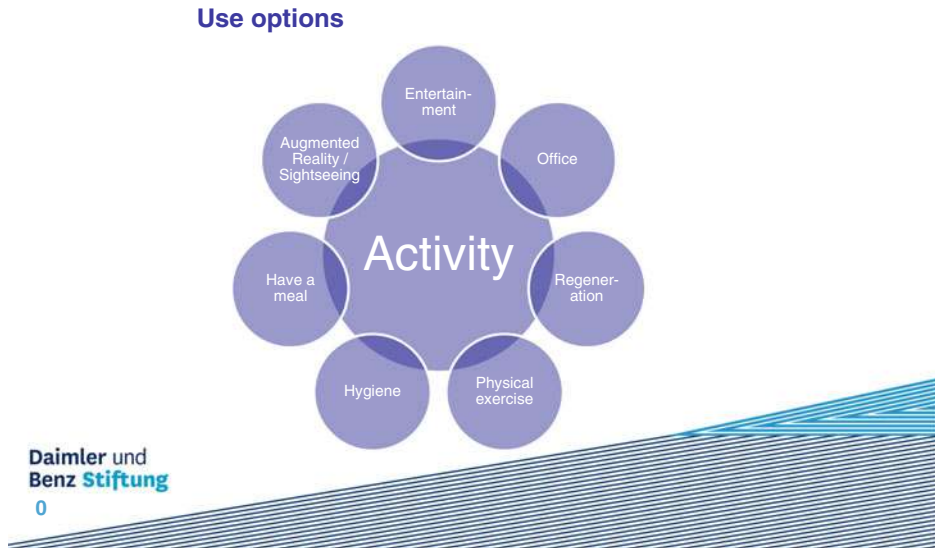 Use options
Entertain-
ment
Office
Regener-
ation
Physical
exercise
Hygiene
Have a
meal
Augmented
Reality /
Sightseeing
Activity
Daimler und
Benz Stiftung
0